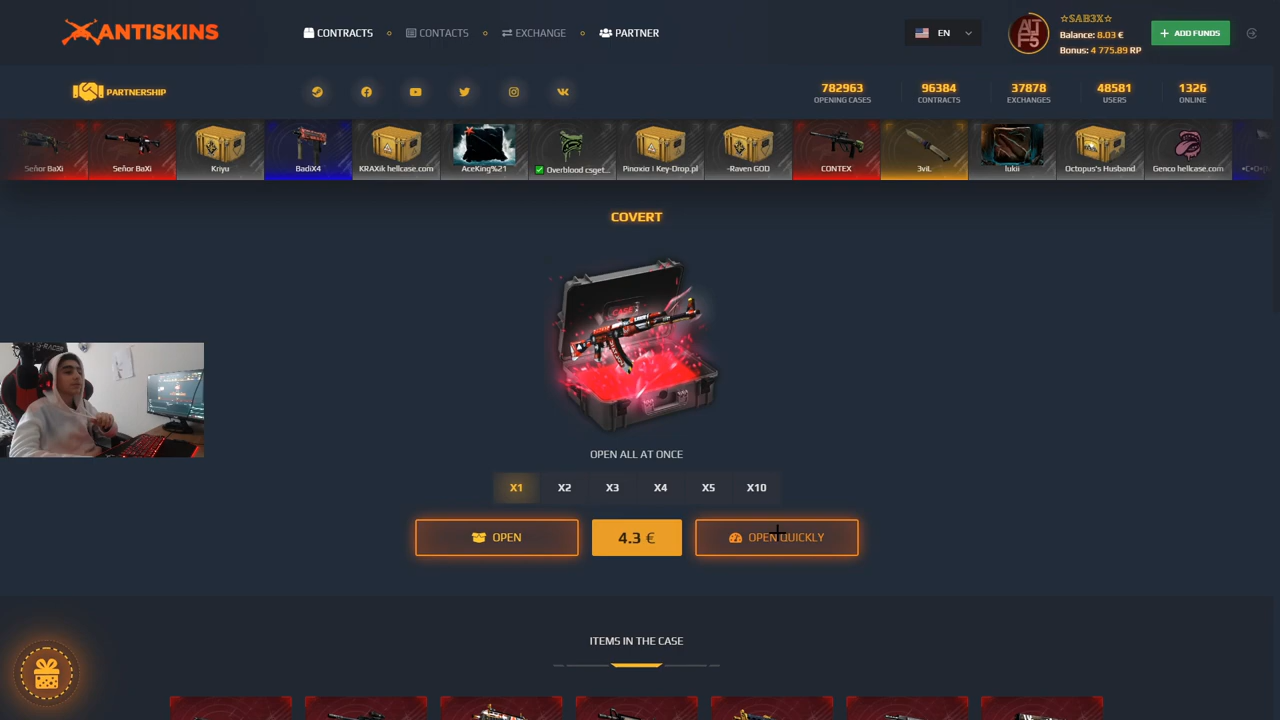 ANTISKINS
CONTRACTS
CONTACTS
EXCHANGE
PARTNER
EN
☆SAB3X☆
Balance: 8.03 €
Bonus: 4 775.89 RP
ADD FUNDS
PARTNERSHIP
782963
OPENING CASES
96384
CONTRACTS
37878
EXCHANGES
48581
USERS
1326
ONLINE
Señor BaXi
Señor BaXi
Kriyu
BadiX4
KRAXik hellcase.com
AceKing%21
✅ Overblood csget...
Pinoxio | Key-Drop.pl
-Raven GOD
CONTEX
3viL
lukii
Octopus's Husband
Genco hellcase.com
COVERT
OPEN ALL AT ONCE
X1
X2
X3
X4
X5
X10
OPEN
4.3 €
OPEN QUICKLY
ITEMS IN THE CASE